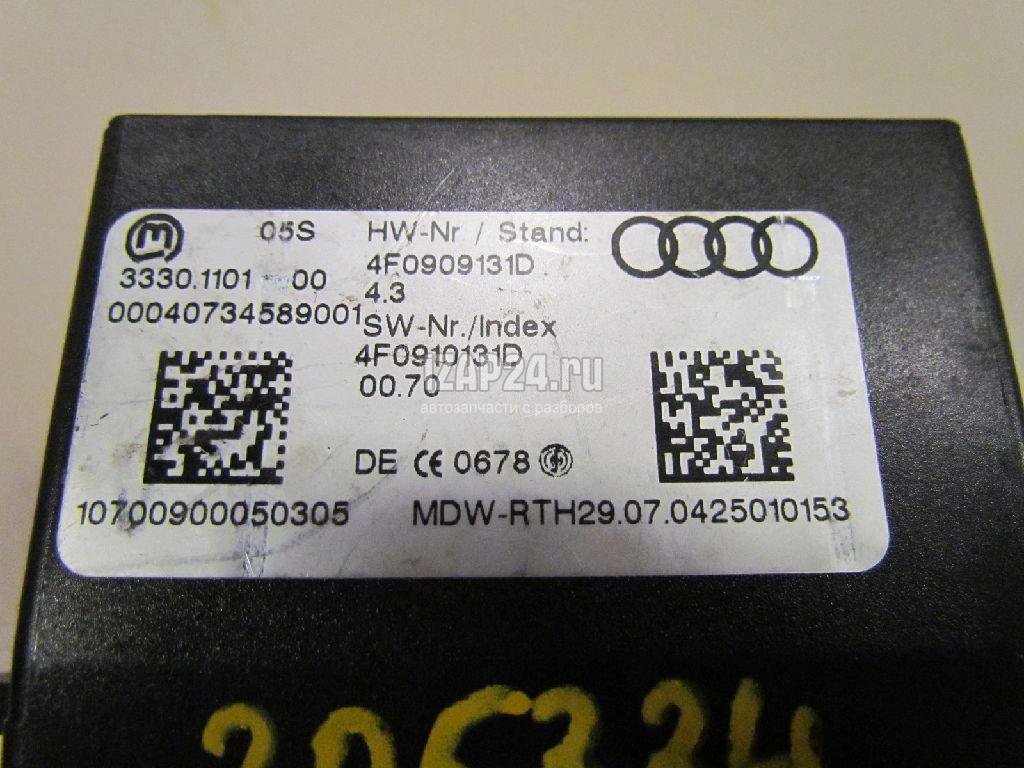 05S
3330.1101 00
00040734589001
HW-Nr / Stand:
4F0909131D
4.3
SW-Nr./Index
4F0910131D
00.70
IZAP24.ru
автозапчасти с разборов
DE CE 0678
10700900050305
MDW-RTH29.07.0425010153